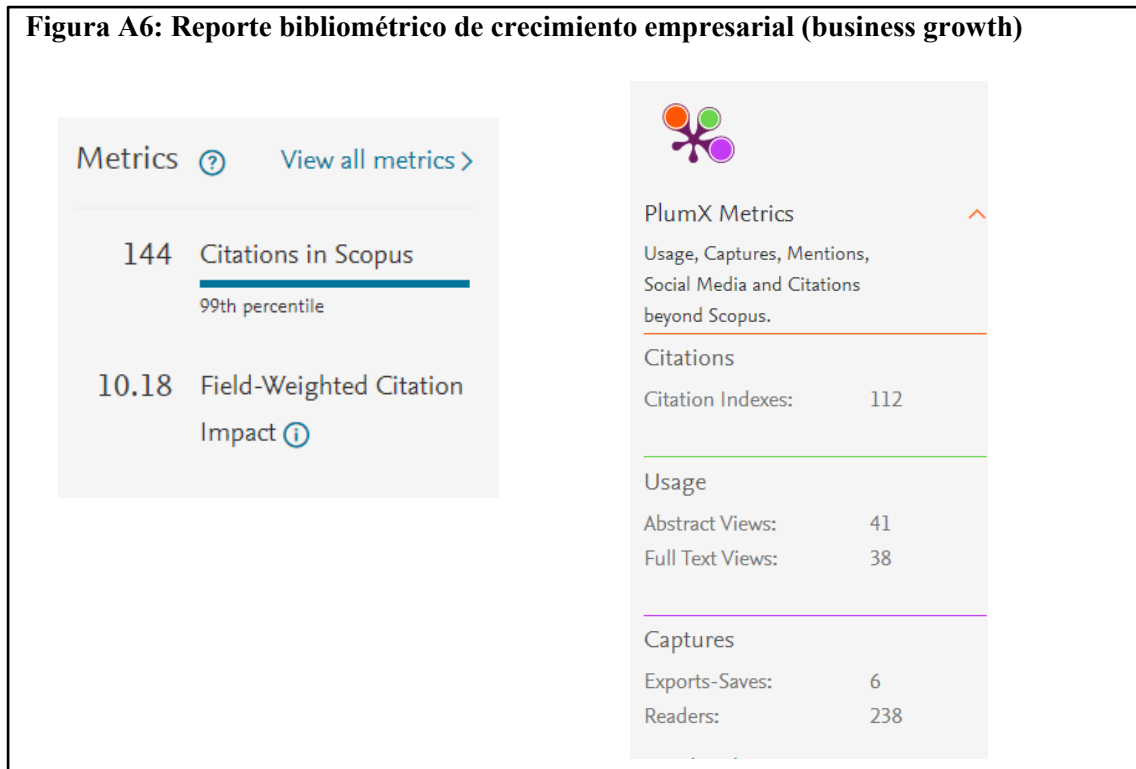 Figura A6: Reporte bibliométrico de crecimiento empresarial (business growth)
Metrics
View all metrics >
144 Citations in Scopus
99th percentile
10.18 Field-Weighted Citation
Impact
PlumX Metrics
Usage, Captures, Mentions,
Social Media and Citations
beyond Scopus.
Citations
Citation Indexes: 112
Usage
Abstract Views: 41
Full Text Views: 38
Captures
Exports-Saves: 6
Readers: 238